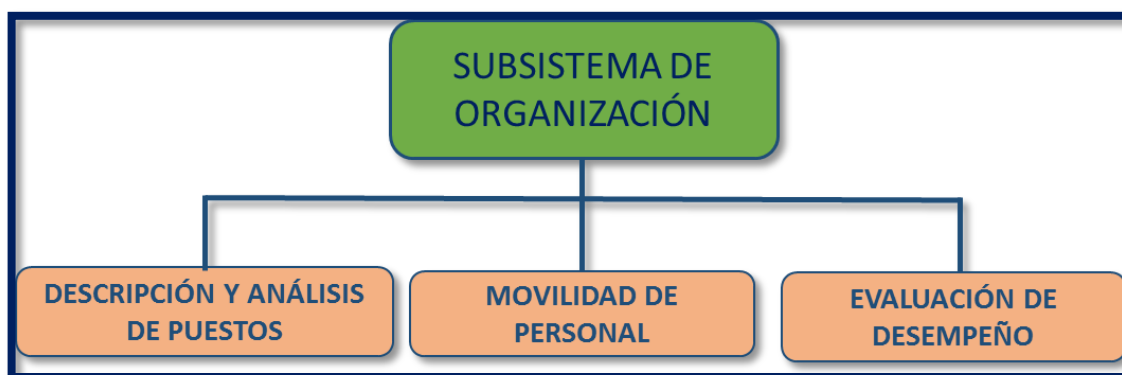 SUBSISTEMA DE
ORGANIZACIÓN
DESCRIPCIÓN Y ANÁLISIS
DE PUESTOS
MOVILIDAD DE
PERSONAL
EVALUACIÓN DE
DESEMPEÑO